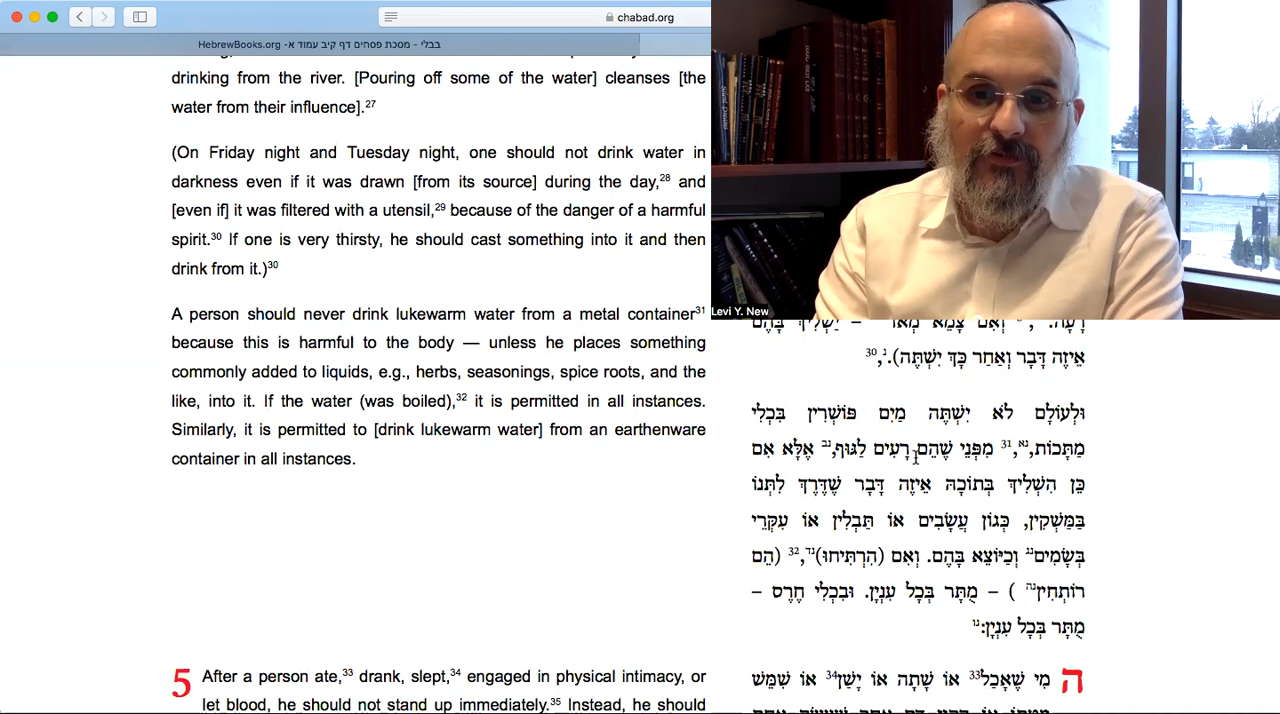 chabad.org
HebrewBooks.org - בבלי - מסכת פסחים דף קיב עמוד א
drinking from the river. [Pouring off some of the water] cleanses [the
water from their influence].27
(On Friday night and Tuesday night, one should not drink water in
darkness even if it was drawn [from its source] during the day,28 and
[even if] it was filtered with a utensil,29 because of the danger of a harmful
spirit.30 If one is very thirsty, he should cast something into it and then
drink from it.)30
A person should never drink lukewarm water from a metal container31
because this is harmful to the body — unless he places something
commonly added to liquids, e.g., herbs, seasonings, spice roots, and the
like, into it. If the water (was boiled),32 it is permitted in all instances.
Similarly, it is permitted to [drink lukewarm water] from an earthenware
container in all instances.
5 After a person ate,33 drank, slept,34 engaged in physical intimacy, or
let blood, he should not stand up immediately.35 Instead, he should
Levi Y. New
רָעָה. וְאִם צָמֵא מְאֹד – יַשְׁלִיךְ בָּהֶם
אֵיזֶה דָּבָר וְאַחַר כָּךְ יִשְׁתֶּה).נ,30
וּלְעוֹלָם לֹא יִשְׁתֶּה מַיִם פּוֹשְׁרִין בִּכְלִי
מַתָּכוֹת,נא,31 מִפְּנֵי שֶׁהֵם רָעִים לַגּוּף,נב אֶלָּא אִם
כֵּן הִשְׁלִיךְ בְּתוֹכָהּ אֵיזֶה דָּבָר שֶׁדֶּרֶךְ לִתְּנוֹ
בַּמַּשְׁקִין, כְּגוֹן עֲשָׂבִים אוֹ תַּבְלִין אוֹ עִקְּרֵי
בְּשָׂמִיםנג וְכַיּוֹצֵא בָּהֶם. וְאִם (הִרְתִּיחוּ)נד,32 (הֵם
רוֹתְחִיןנה ) – מֻתָּר בְּכָל עִנְיָן. וּבִכְלִי חֶרֶס –
מֻתָּר בְּכָל עִנְיָן:נו
ה מִי שֶׁאָכַל33 אוֹ שָׁתָה אוֹ יָשַׁן34 אוֹ שִׁמֵּשׁ